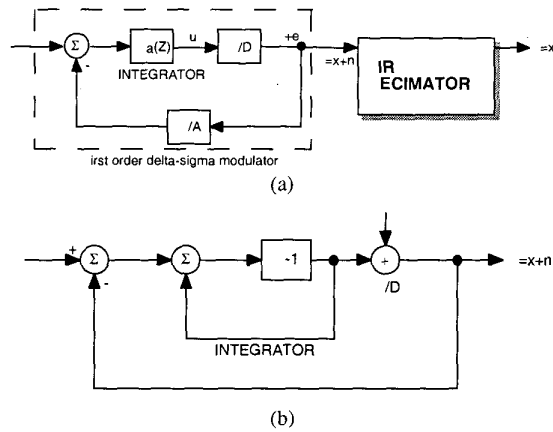 Σ
-
a(Z)
u
/D
+e
=x+n
=x
INTEGRATOR
IR
ECIMATOR
/A
irst order delta-sigma modulator
(a)
+
Σ
-
Σ
-1
+
/D
=x+n
INTEGRATOR
(b)